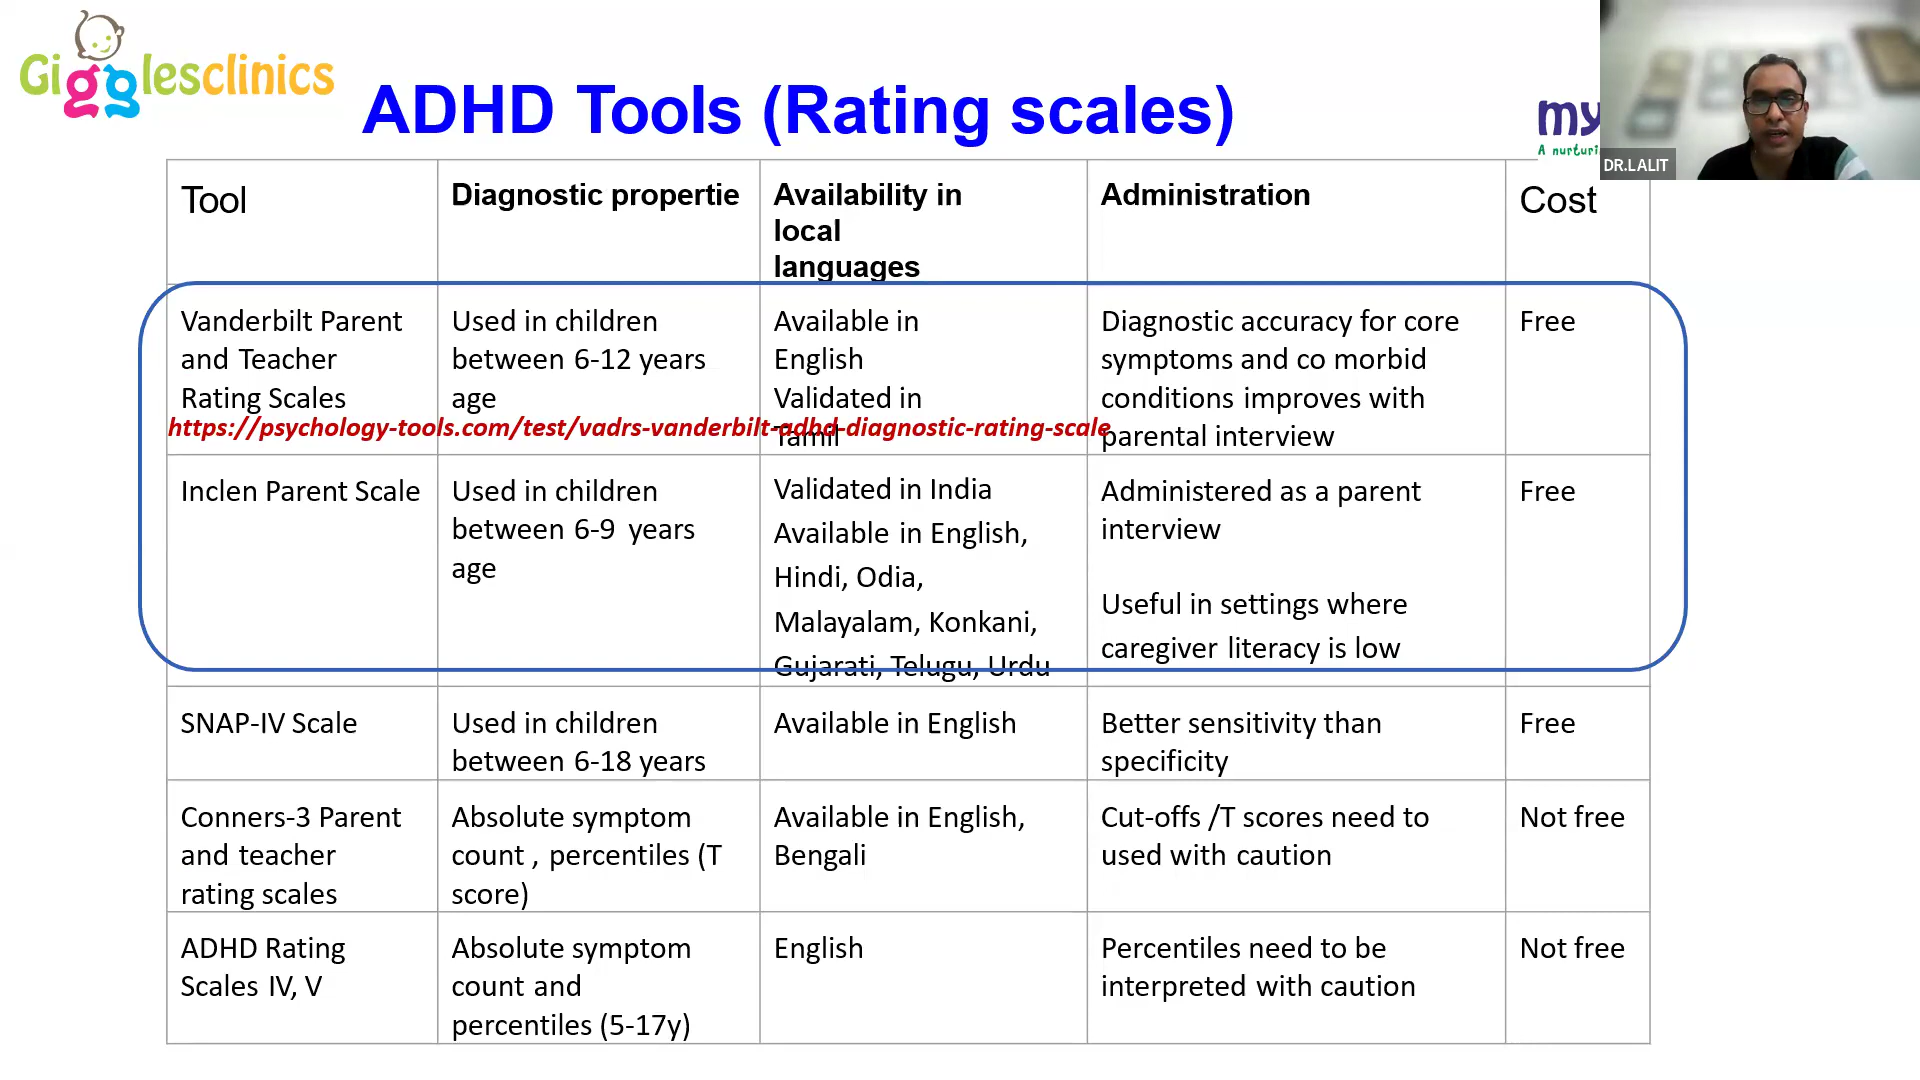 Gigglesclinics
ADHD Tools (Rating scales)
my
A nurturi
DR.LALIT
Tool
Diagnostic propertie
Availability in
local
languages
Administration
Cost
Vanderbilt Parent
and Teacher
Rating Scales
Used in children
between 6-12 years
age
Available in
English
Validated in
Tamil
Diagnostic accuracy for core
symptoms and co morbid
conditions improves with
parental interview
Free
https://psychology-tools.com/test/vadrs-vanderbilt-adhd-diagnostic-rating-scale
Inclen Parent Scale
Used in children
between 6-9 years
age
Validated in India
Available in English,
Hindi, Odia,
Malayalam, Konkani,
Gujarati, Telugu, Urdu
Administered as a parent
interview
Useful in settings where
caregiver literacy is low
Free
SNAP-IV Scale
Used in children
between 6-18 years
Available in English
Better sensitivity than
specificity
Free
Conners-3 Parent
and teacher
rating scales
Absolute symptom
count , percentiles (T
score)
Available in English,
Bengali
Cut-offs /T scores need to
used with caution
Not free
ADHD Rating
Scales IV, V
Absolute symptom
count and
percentiles (5-17y)
English
Percentiles need to be
interpreted with caution
Not free